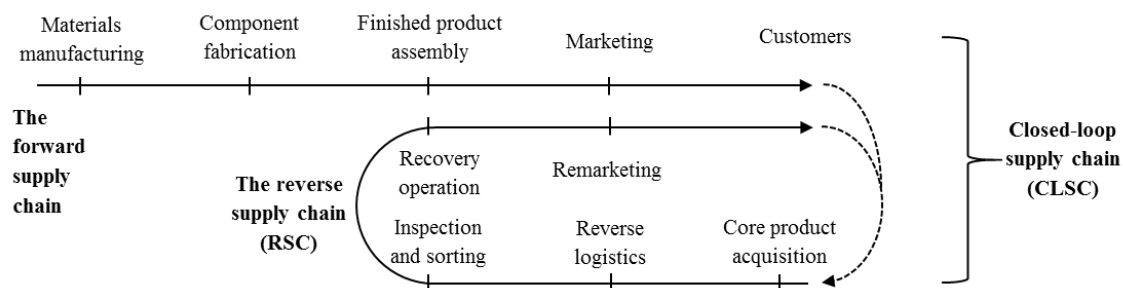 Materials
manufacturing
Component
fabrication
Finished product
assembly
Marketing
Customers
The
forward
supply
chain
Recovery
operation
Remarketing
The reverse
supply chain
(RSC)
Inspection
and sorting
Reverse
logistics
Core product
acquisition
Closed-loop
supply chain
(CLSC)